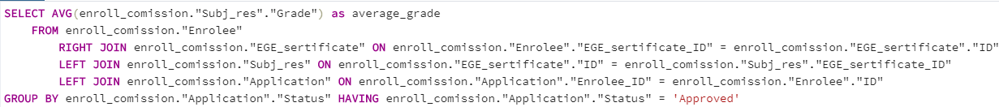 SELECT AVG(enroll_comission."Subj_res"."Grade") as average_grade
FROM enroll_comission."Enrolee"
RIGHT JOIN enroll_comission."EGE_sertificate" ON enroll_comission."Enrolee"."EGE_sertificate_ID" = enroll_comission."EGE_sertificate"."ID"
LEFT JOIN enroll_comission."Subj_res" ON enroll_comission."EGE_sertificate"."ID" = enroll_comission."Subj_res"."EGE_sertificate_ID"
LEFT JOIN enroll_comission."Application" ON enroll_comission."Application"."Enrolee_ID" = enroll_comission."Enrolee"."ID"
GROUP BY enroll_comission."Application"."Status" HAVING enroll_comission."Application"."Status" = 'Approved'